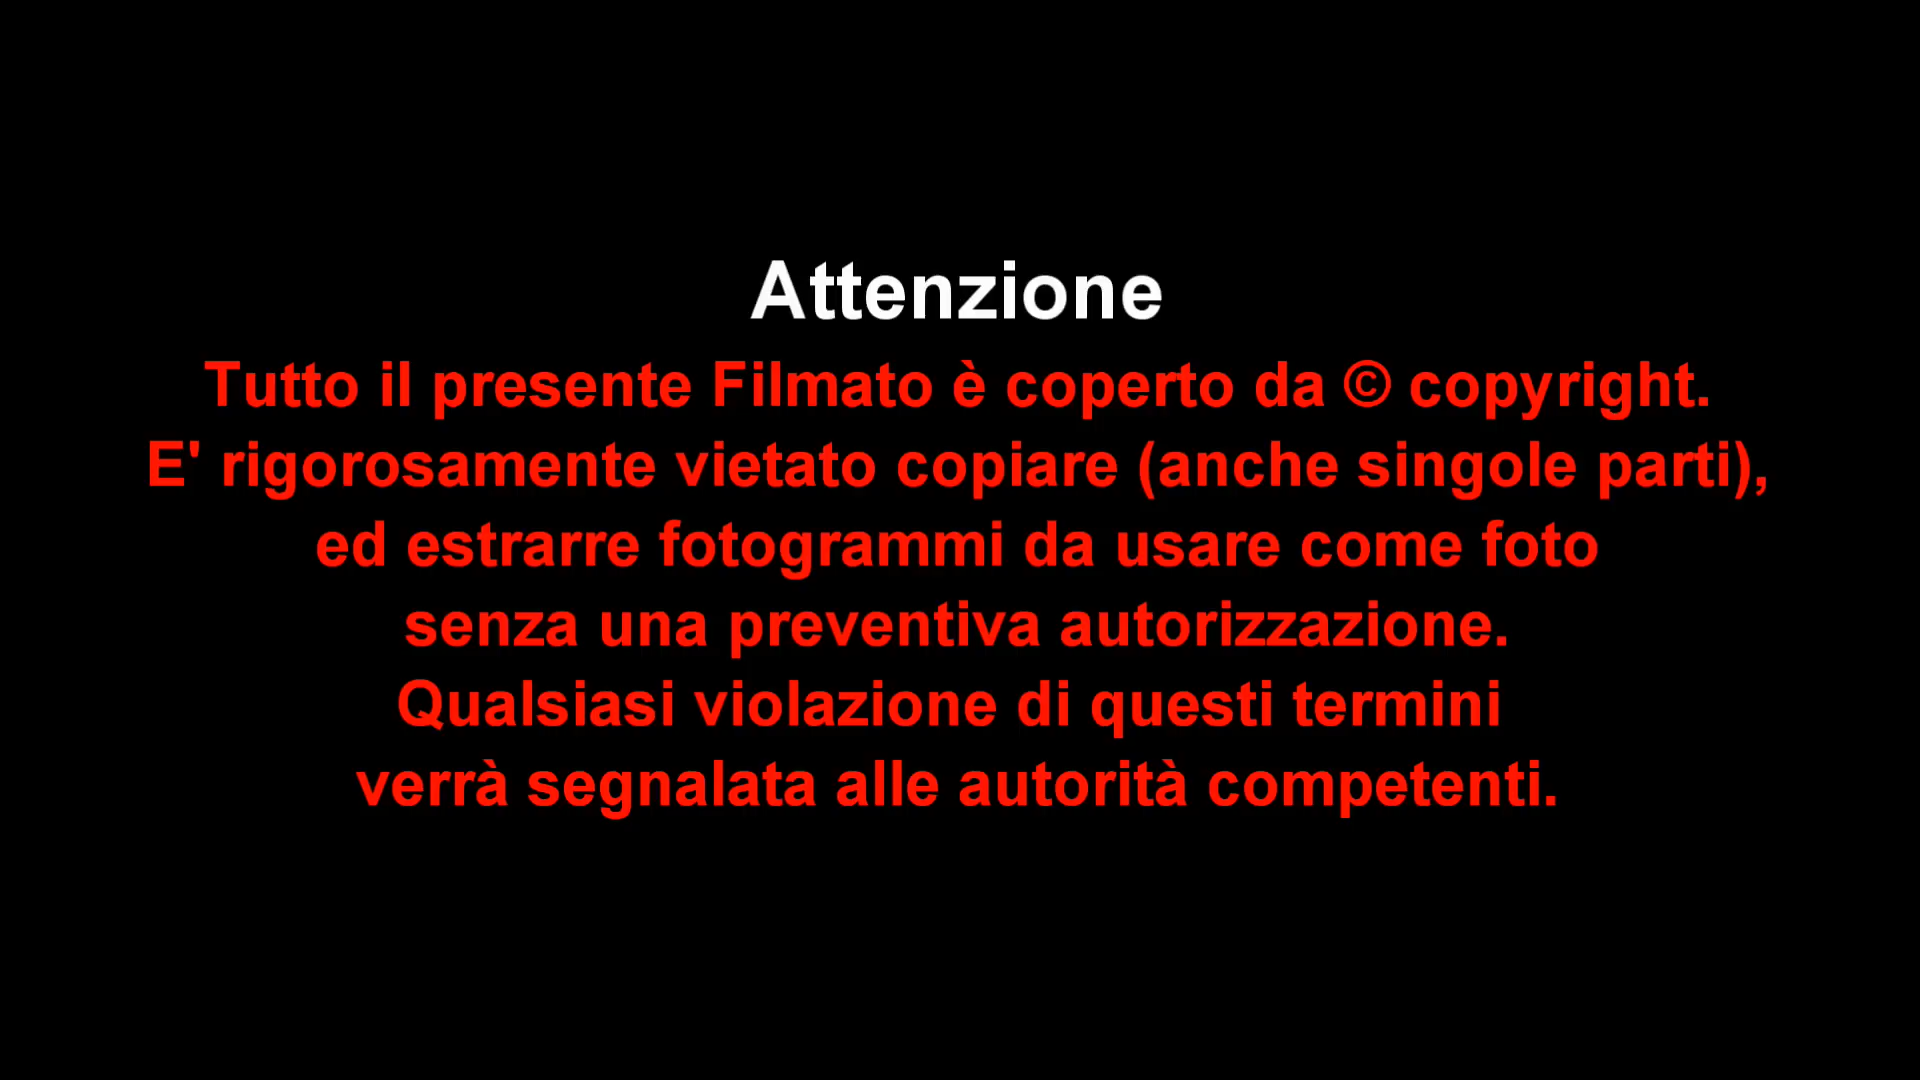 Attenzione
Tutto il presente Filmato è coperto da © copyright.
E' rigorosamente vietato copiare (anche singole parti),
ed estrarre fotogrammi da usare come foto
senza una preventiva autorizzazione.
Qualsiasi violazione di questi termini
verrà segnalata alle autorità competenti.